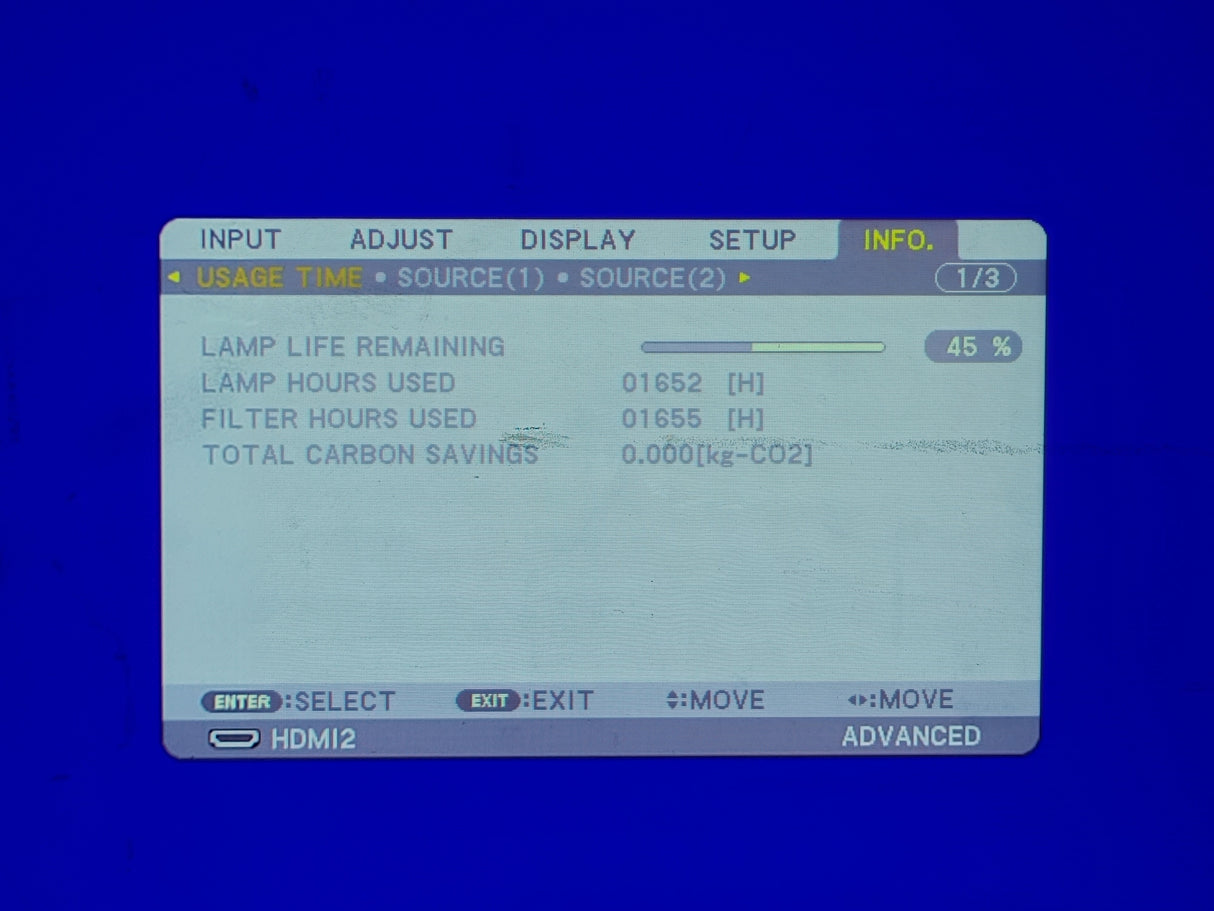 INPUT ADJUST DISPLAY SETUP INFO.
USAGE TIME • SOURCE(1) • SOURCE(2) 1/3
LAMP LIFE REMAINING 45 %
LAMP HOURS USED 01652 [H]
FILTER HOURS USED 01655 [H]
TOTAL CARBON SAVINGS 0.000[kg-CO2]
ENTER:SELECT EXIT:EXIT :MOVE :MOVE
HDMI2 ADVANCED